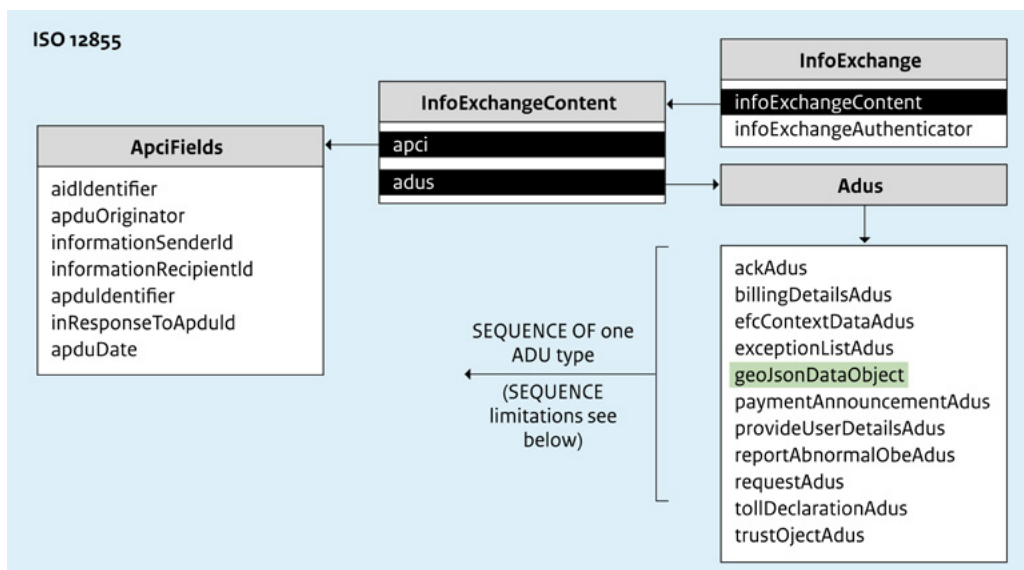 ISO 12855
InfoExchange
infoExchangeContent
infoExchangeAuthenticator
InfoExchangeContent
apci
adus
ApciFields
aidIdentifier
apduOriginator
informationSenderId
informationRecipientId
apduIdentifier
inResponseToApduId
apduDate
Adus
ackAdus
billingDetailsAdus
efcContextDataAdus
exceptionListAdus
geoJsonDataObject
paymentAnnouncementAdus
provideUserDetailsAdus
reportAbnormalObeAdus
requestAdus
tollDeclarationAdus
trustOjectAdus
SEQUENCE OF one
ADU type
(SEQUENCE
limitations see
below)